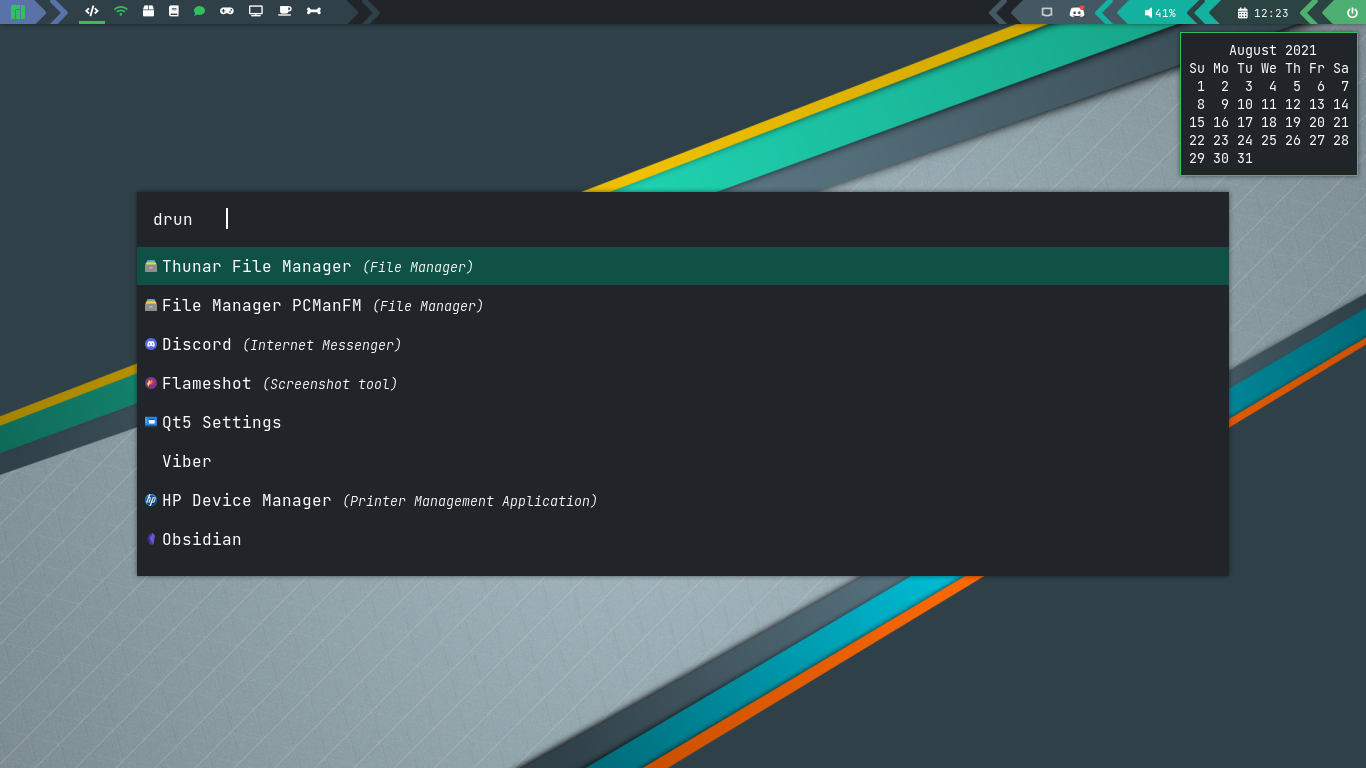 41%
12:23
August 2021
Su Mo Tu We Th Fr Sa
1 2 3 4 5 6 7
8 9 10 11 12 13 14
15 16 17 18 19 20 21
22 23 24 25 26 27 28
29 30 31
drun
Thunar File Manager (File Manager)
File Manager PCManFM (File Manager)
Discord (Internet Messenger)
Flameshot (Screenshot tool)
Qt5 Settings
Viber
HP Device Manager (Printer Management Application)
Obsidian